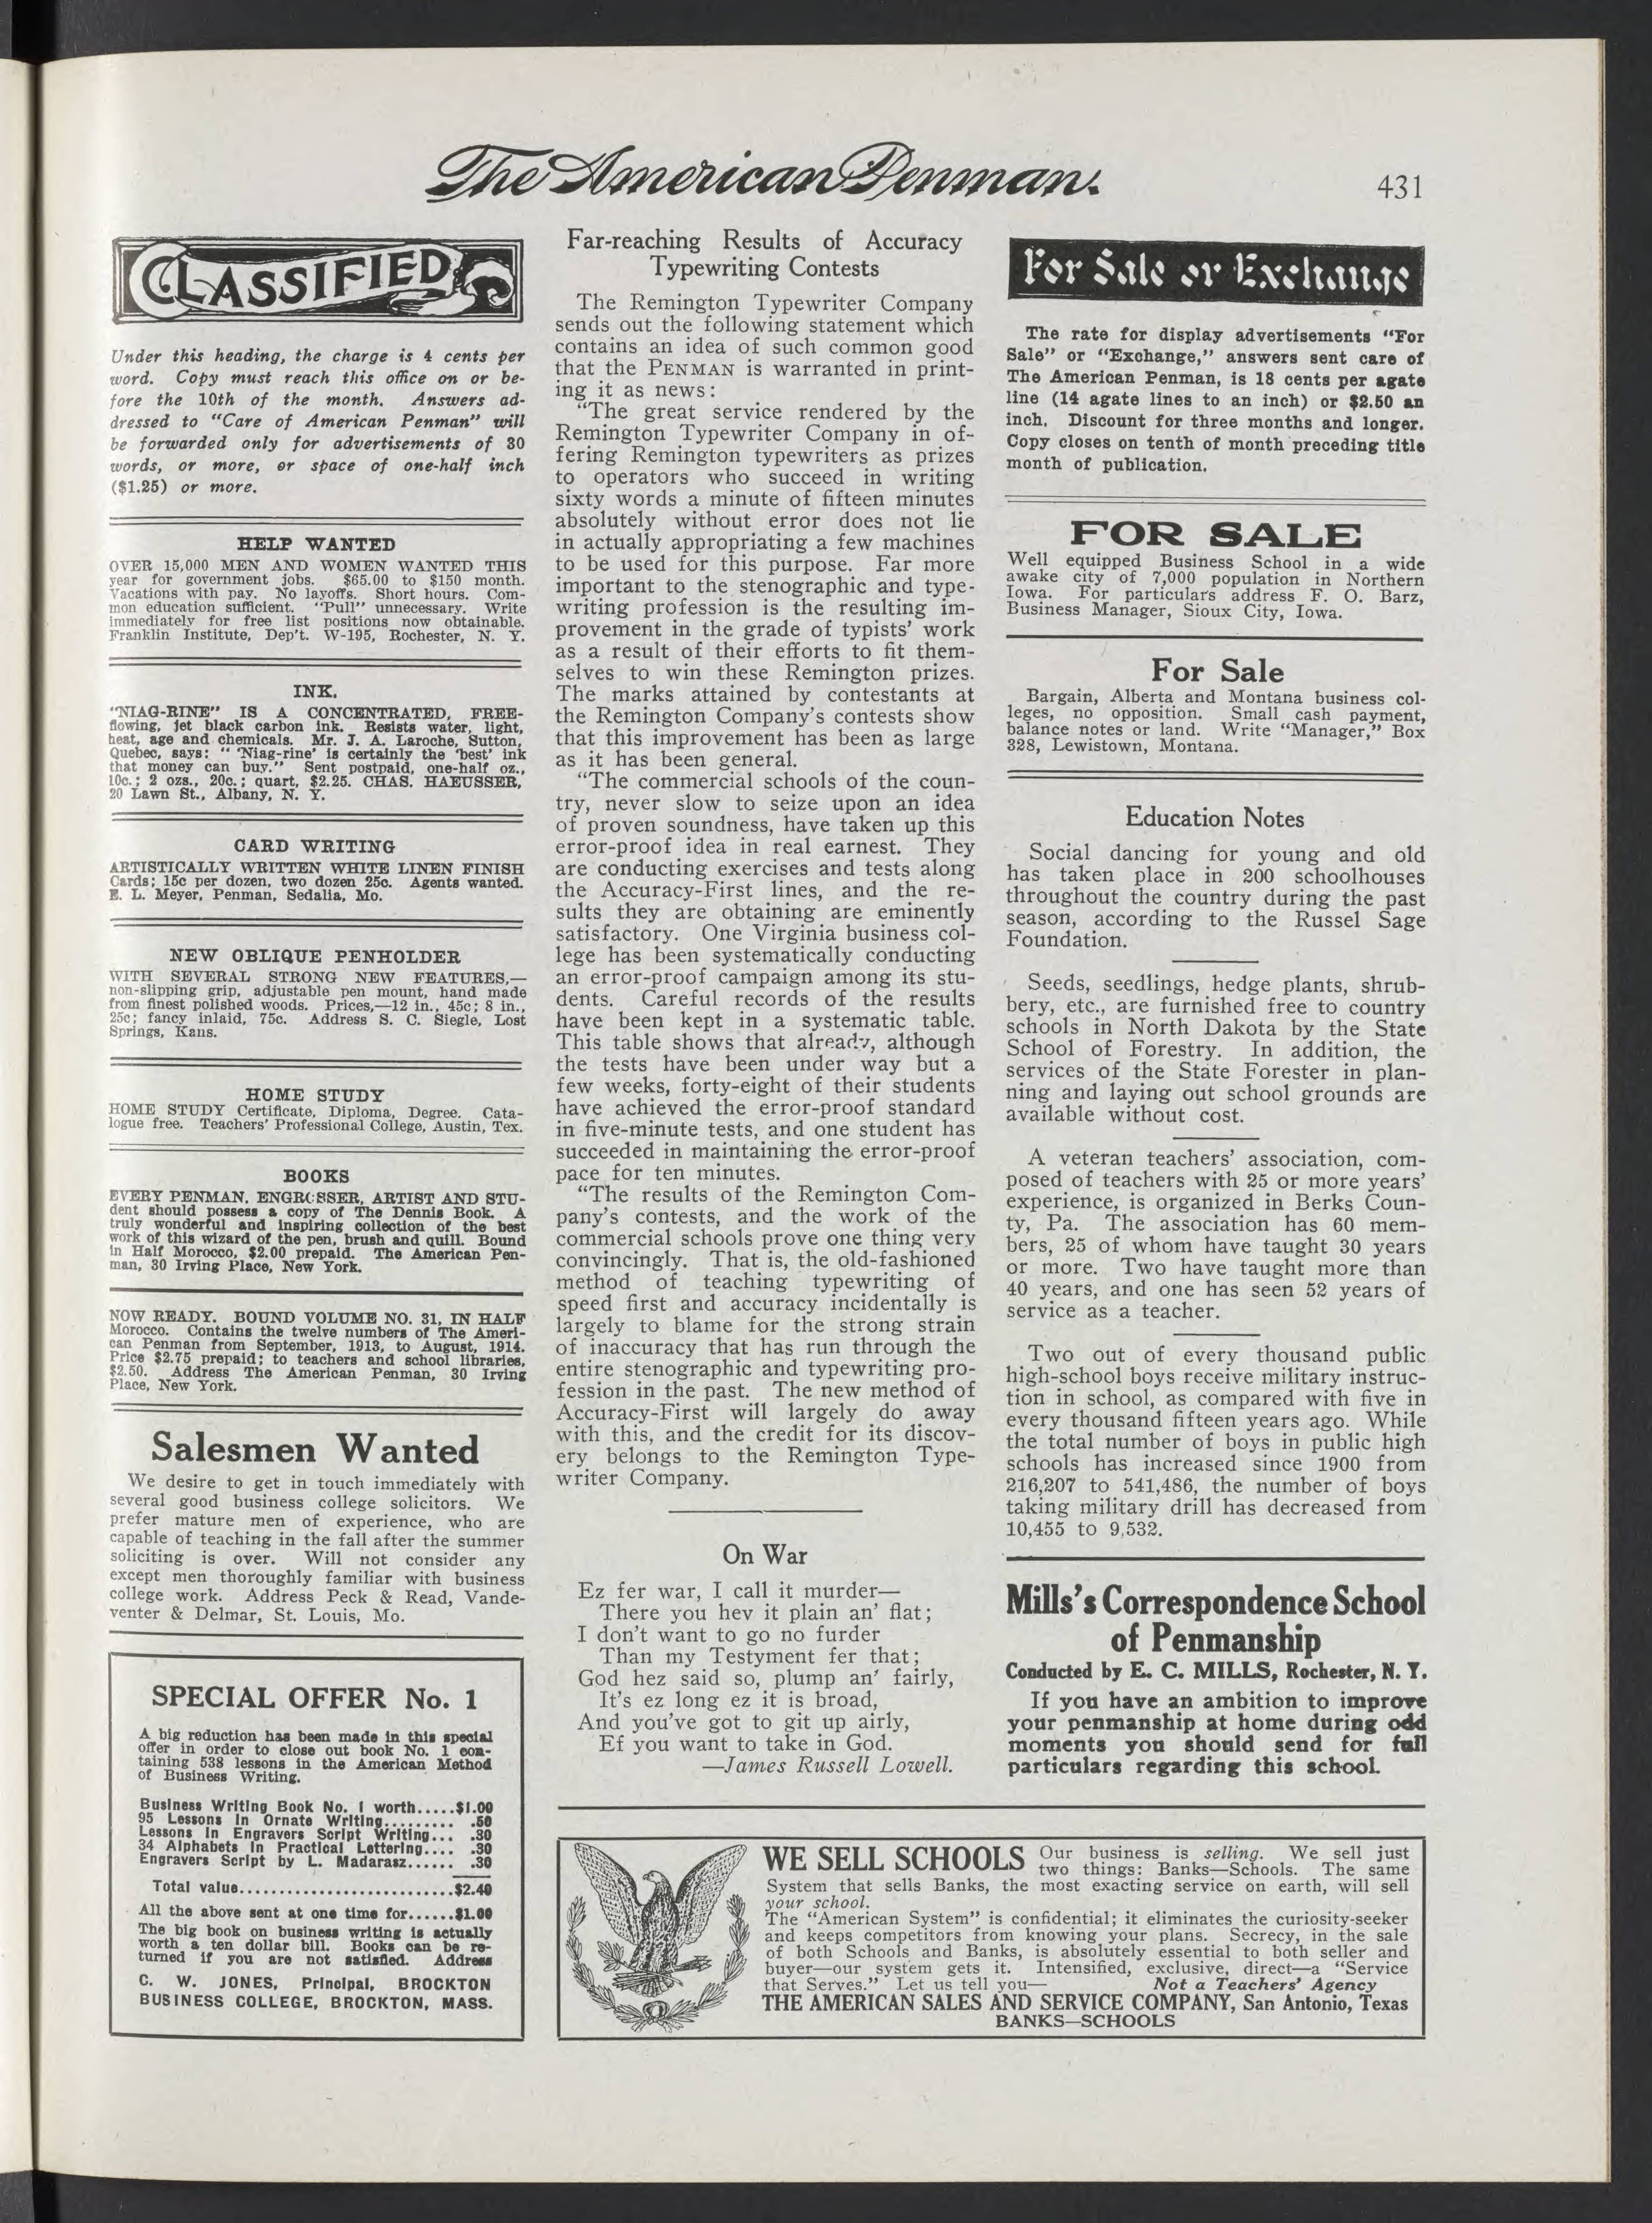 The American Penman.
431
CLASSIFIED
Under this heading, the charge is 4 cents per
word. Copy must reach this office on or be-
fore the 10th of the month. Answers ad-
dressed to "Care of American Penman" will
be forwarded only for advertisements of 30
words, or more, or space of one-half inch
($1.25) or more.
HELP WANTED
OVER 15,000 MEN AND WOMEN WANTED THIS
year for government jobs. $65.00 to $150 month.
Vacations with pay. No layoffs. Short hours. Com-
mon education sufficient. "Pull" unnecessary. Write
immediately for free list positions now obtainable.
Franklin Institute, Dep't. W-195, Rochester, N. Y.
INK.
"NIAG-RINE" IS A CONCENTRATED, FREE-
flowing, jet black carbon ink. Resists water, light,
heat, age and chemicals. Mr. J. A. Laroche, Sutton,
Quebec, says: " 'Niag-rine' is certainly the 'best' ink
that money can buy." Sent postpaid, one-half oz.,
10c.; 2 ozs., 20c.; quart, $2.25. CHAS. HAEUSSER,
20 Lawn St., Albany, N. Y.
CARD WRITING
ARTISTICALLY WRITTEN WHITE LINEN FINISH
Cards; 15c per dozen, two dozen 25c. Agents wanted.
E. L. Meyer, Penman, Sedalia, Mo.
NEW OBLIQUE PENHOLDER
WITH SEVERAL STRONG NEW FEATURES,—
non-slipping grip, adjustable pen mount, hand made
from finest polished woods. Prices,—12 in., 45c; 8 in.,
25c; fancy inlaid, 75c. Address S. C. Siegle, Lost
Springs, Kans.
HOME STUDY
HOME STUDY Certificate, Diploma, Degree. Cata-
logue free. Teachers' Professional College, Austin, Tex.
BOOKS
EVERY PENMAN, ENGROSSER, ARTIST AND STU-
dent should possess a copy of The Dennis Book. A
truly wonderful and inspiring collection of the best
work of this wizard of the pen, brush and quill. Bound
in Half Morocco, $2.00 prepaid. The American Pen-
man, 30 Irving Place, New York.
NOW READY. BOUND VOLUME NO. 31, IN HALF
Morocco. Contains the twelve numbers of The Ameri-
can Penman from September, 1913, to August, 1914.
Price $2.75 prepaid; to teachers and school libraries,
$2.50. Address The American Penman, 30 Irving
Place, New York.
Salesmen Wanted
We desire to get in touch immediately with
several good business college solicitors. We
prefer mature men of experience, who are
capable of teaching in the fall after the summer
soliciting is over. Will not consider any
except men thoroughly familiar with business
college work. Address Peck & Read, Vande-
venter & Delmar, St. Louis, Mo.
SPECIAL OFFER No. 1
A big reduction has been made in this special
offer in order to close out book No. 1 con-
taining 538 lessons in the American Method
of Business Writing.
Business Writing Book No. 1 worth.....$1.00
95 Lessons in Ornate Writing......... .50
Lessons in Engravers Script Writing... .30
34 Alphabets in Practical Lettering.... .30
Engravers Script by L. Madarasz...... .30
Total value...........................$2.40
All the above sent at one time for......$1.00
The big book on business writing is actually
worth a ten dollar bill. Books can be re-
turned if you are not satisfied. Address
C. W. JONES, Principal, BROCKTON
BUSINESS COLLEGE, BROCKTON, MASS.
Far-reaching Results of Accuracy
Typewriting Contests
The Remington Typewriter Company
sends out the following statement which
contains an idea of such common good
that the PENMAN is warranted in print-
ing it as news:
"The great service rendered by the
Remington Typewriter Company in of-
fering Remington typewriters as prizes
to operators who succeed in writing
sixty words a minute of fifteen minutes
absolutely without error does not lie
in actually appropriating a few machines
to be used for this purpose. Far more
important to the stenographic and type-
writing profession is the resulting im-
provement in the grade of typists' work
as a result of their efforts to fit them-
selves to win these Remington prizes.
The marks attained by contestants at
the Remington Company's contests show
that this improvement has been as large
as it has been general.
"The commercial schools of the coun-
try, never slow to seize upon an idea
of proven soundness, have taken up this
error-proof idea in real earnest. They
are conducting exercises and tests along
the Accuracy-First lines, and the re-
sults they are obtaining are eminently
satisfactory. One Virginia business col-
lege has been systematically conducting
an error-proof campaign among its stu-
dents. Careful records of the results
have been kept in a systematic table.
This table shows that already, although
the tests have been under way but a
few weeks, forty-eight of their students
have achieved the error-proof standard
in five-minute tests, and one student has
succeeded in maintaining the error-proof
pace for ten minutes.
"The results of the Remington Com-
pany's contests, and the work of the
commercial schools prove one thing very
convincingly. That is, the old-fashioned
method of teaching typewriting of
speed first and accuracy incidentally is
largely to blame for the strong strain
of inaccuracy that has run through the
entire stenographic and typewriting pro-
fession in the past. The new method of
Accuracy-First will largely do away
with this, and the credit for its discov-
ery belongs to the Remington Type-
writer Company.
On War
Ez fer war, I call it murder—
There you hev it plain an' flat;
I don't want to go no furder
Than my Testyment fer that;
God hez said so, plump an' fairly,
It's ez long ez it is broad,
And you've got to git up airly,
Ef you want to take in God.
—James Russell Lowell.
For Sale or Exchange
The rate for display advertisements "For
Sale" or "Exchange," answers sent care of
The American Penman, is 18 cents per agate
line (14 agate lines to an inch) or $2.50 an
inch. Discount for three months and longer.
Copy closes on tenth of month preceding title
month of publication.
FOR SALE
Well equipped Business School in a wide
awake city of 7,000 population in Northern
Iowa. For particulars address F. O. Barz,
Business Manager, Sioux City, Iowa.
For Sale
Bargain, Alberta and Montana business col-
leges, no opposition. Small cash payment,
balance notes or land. Write "Manager," Box
328, Lewistown, Montana.
Education Notes
Social dancing for young and old
has taken place in 200 schoolhouses
throughout the country during the past
season, according to the Russel Sage
Foundation.
Seeds, seedlings, hedge plants, shrub-
bery, etc., are furnished free to country
schools in North Dakota by the State
School of Forestry. In addition, the
services of the State Forester in plan-
ning and laying out school grounds are
available without cost.
A veteran teachers' association, com-
posed of teachers with 25 or more years'
experience, is organized in Berks Coun-
ty, Pa. The association has 60 mem-
bers, 25 of whom have taught 30 years
or more. Two have taught more than
40 years, and one has seen 52 years of
service as a teacher.
Two out of every thousand public
high-school boys receive military instruc-
tion in school, as compared with five in
every thousand fifteen years ago. While
the total number of boys in public high
schools has increased since 1900 from
216,207 to 541,486, the number of boys
taking military drill has decreased from
10,455 to 9,532.
Mills's Correspondence School
of Penmanship
Conducted by E. C. MILLS, Rochester, N. Y.
If you have an ambition to improve
your penmanship at home during odd
moments you should send for full
particulars regarding this school.
WE SELL SCHOOLS Our business is selling. We sell just
two things: Banks—Schools. The same
System that sells Banks, the most exacting service on earth, will sell
your school.
The "American System" is confidential; it eliminates the curiosity-seeker
and keeps competitors from knowing your plans. Secrecy, in the sale
of both Schools and Banks, is absolutely essential to both seller and
buyer—our system gets it. Intensified, exclusive, direct—a "Service
that Serves." Let us tell you— Not a Teachers' Agency
THE AMERICAN SALES AND SERVICE COMPANY, San Antonio, Texas
BANKS—SCHOOLS